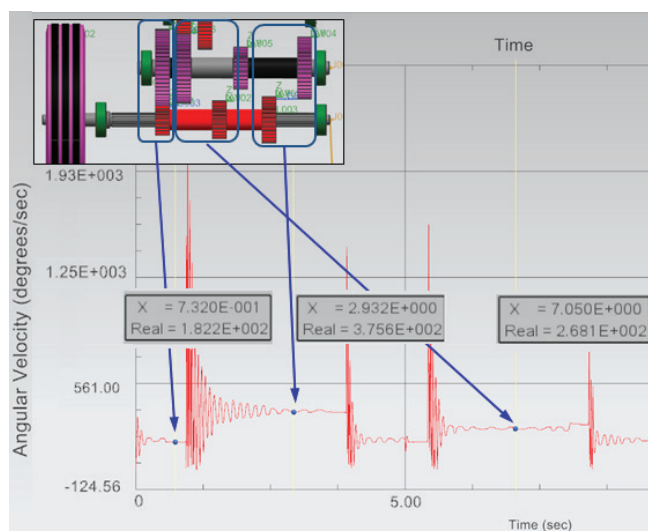 Time
1.93E+003
Angular Velocity (degrees/sec)
1.25E+003
X = 7.320E-001
Real = 1.822E+002
X = 2.932E+000
Real = 3.756E+002
X = 7.050E+000
Real = 2.681E+002
561.00
-124.56
0
5.00
Time (sec)